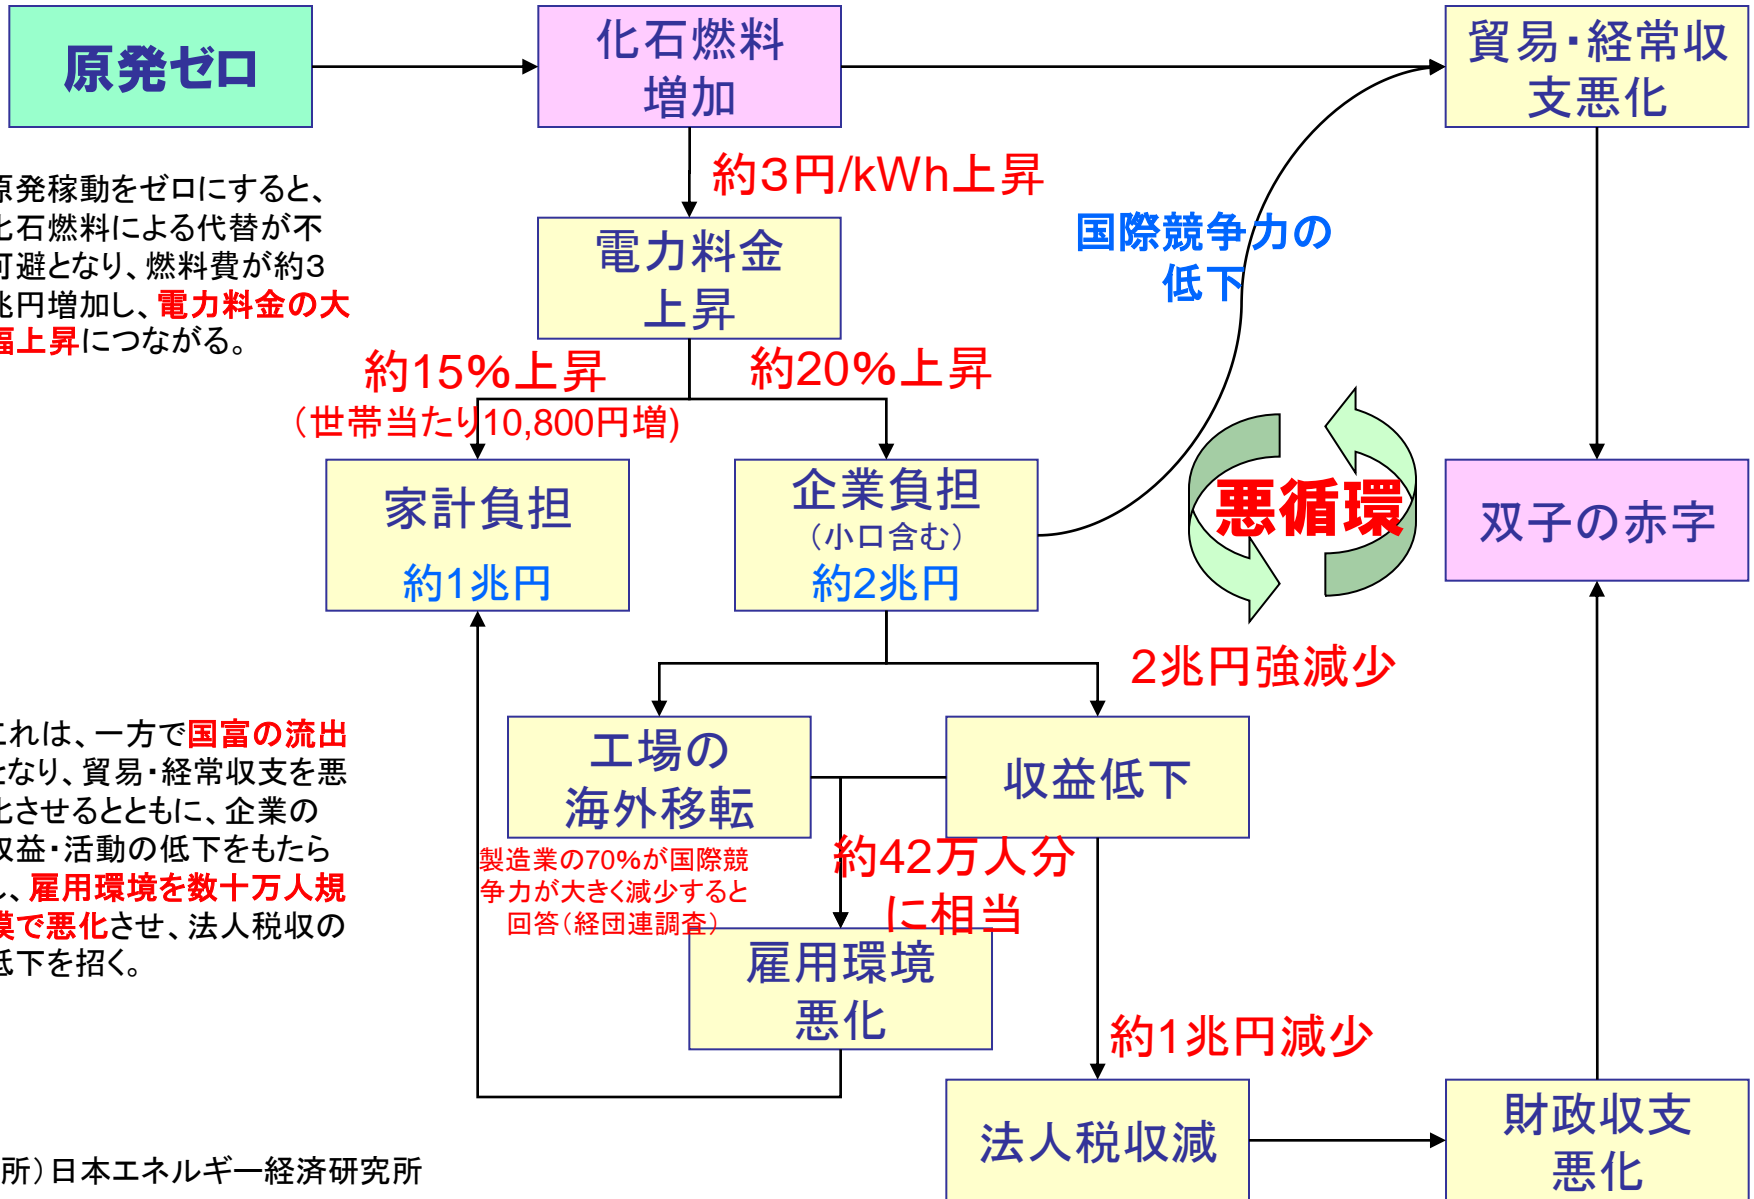 原発ゼロ
化石燃料
増加
貿易・経常収
支悪化
約3円/kWh上昇
原発稼動をゼロにすると、
化石燃料による代替が不
可避となり、燃料費が約3
兆円増加し、電力料金の大
幅上昇につながる。
電力料金
上昇
国際競争力の
低下
約15%上昇
(世帯当たり10,800円増)
約20%上昇
家計負担
約1兆円
企業負担
(小口含む)
約2兆円
悪循環
双子の赤字
2兆円強減少
これは、一方で国富の流出
となり、貿易・経常収支を悪
化させるとともに、企業の
収益・活動の低下をもたら
し、雇用環境を数十万人規
模で悪化させ、法人税収の
低下を招く。
工場の
海外移転
収益低下
製造業の70%が国際競
争力が大きく減少すると
回答(経団連調査)
約42万人分
に相当
雇用環境
悪化
約1兆円減少
法人税収減
財政収支
悪化
所)日本エネルギー経済研究所